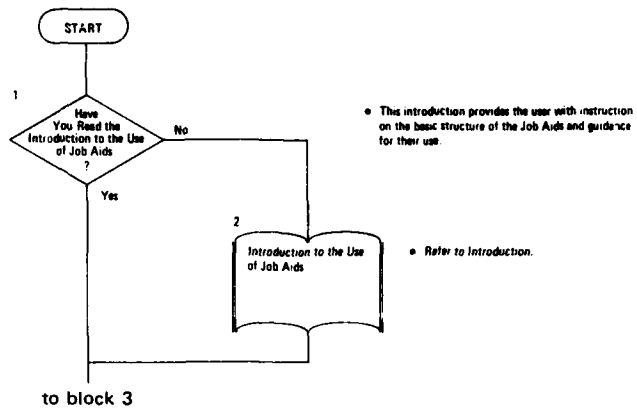 START
1
Have
You Read the
Introduction to the Use
of Job Aids
?
No
Yes
• This introduction provides the user with instruction
on the basic structure of the Job Aids and guidance
for their use.
2
Introduction to the Use
of Job Aids
• Refer to Introduction.
to block 3